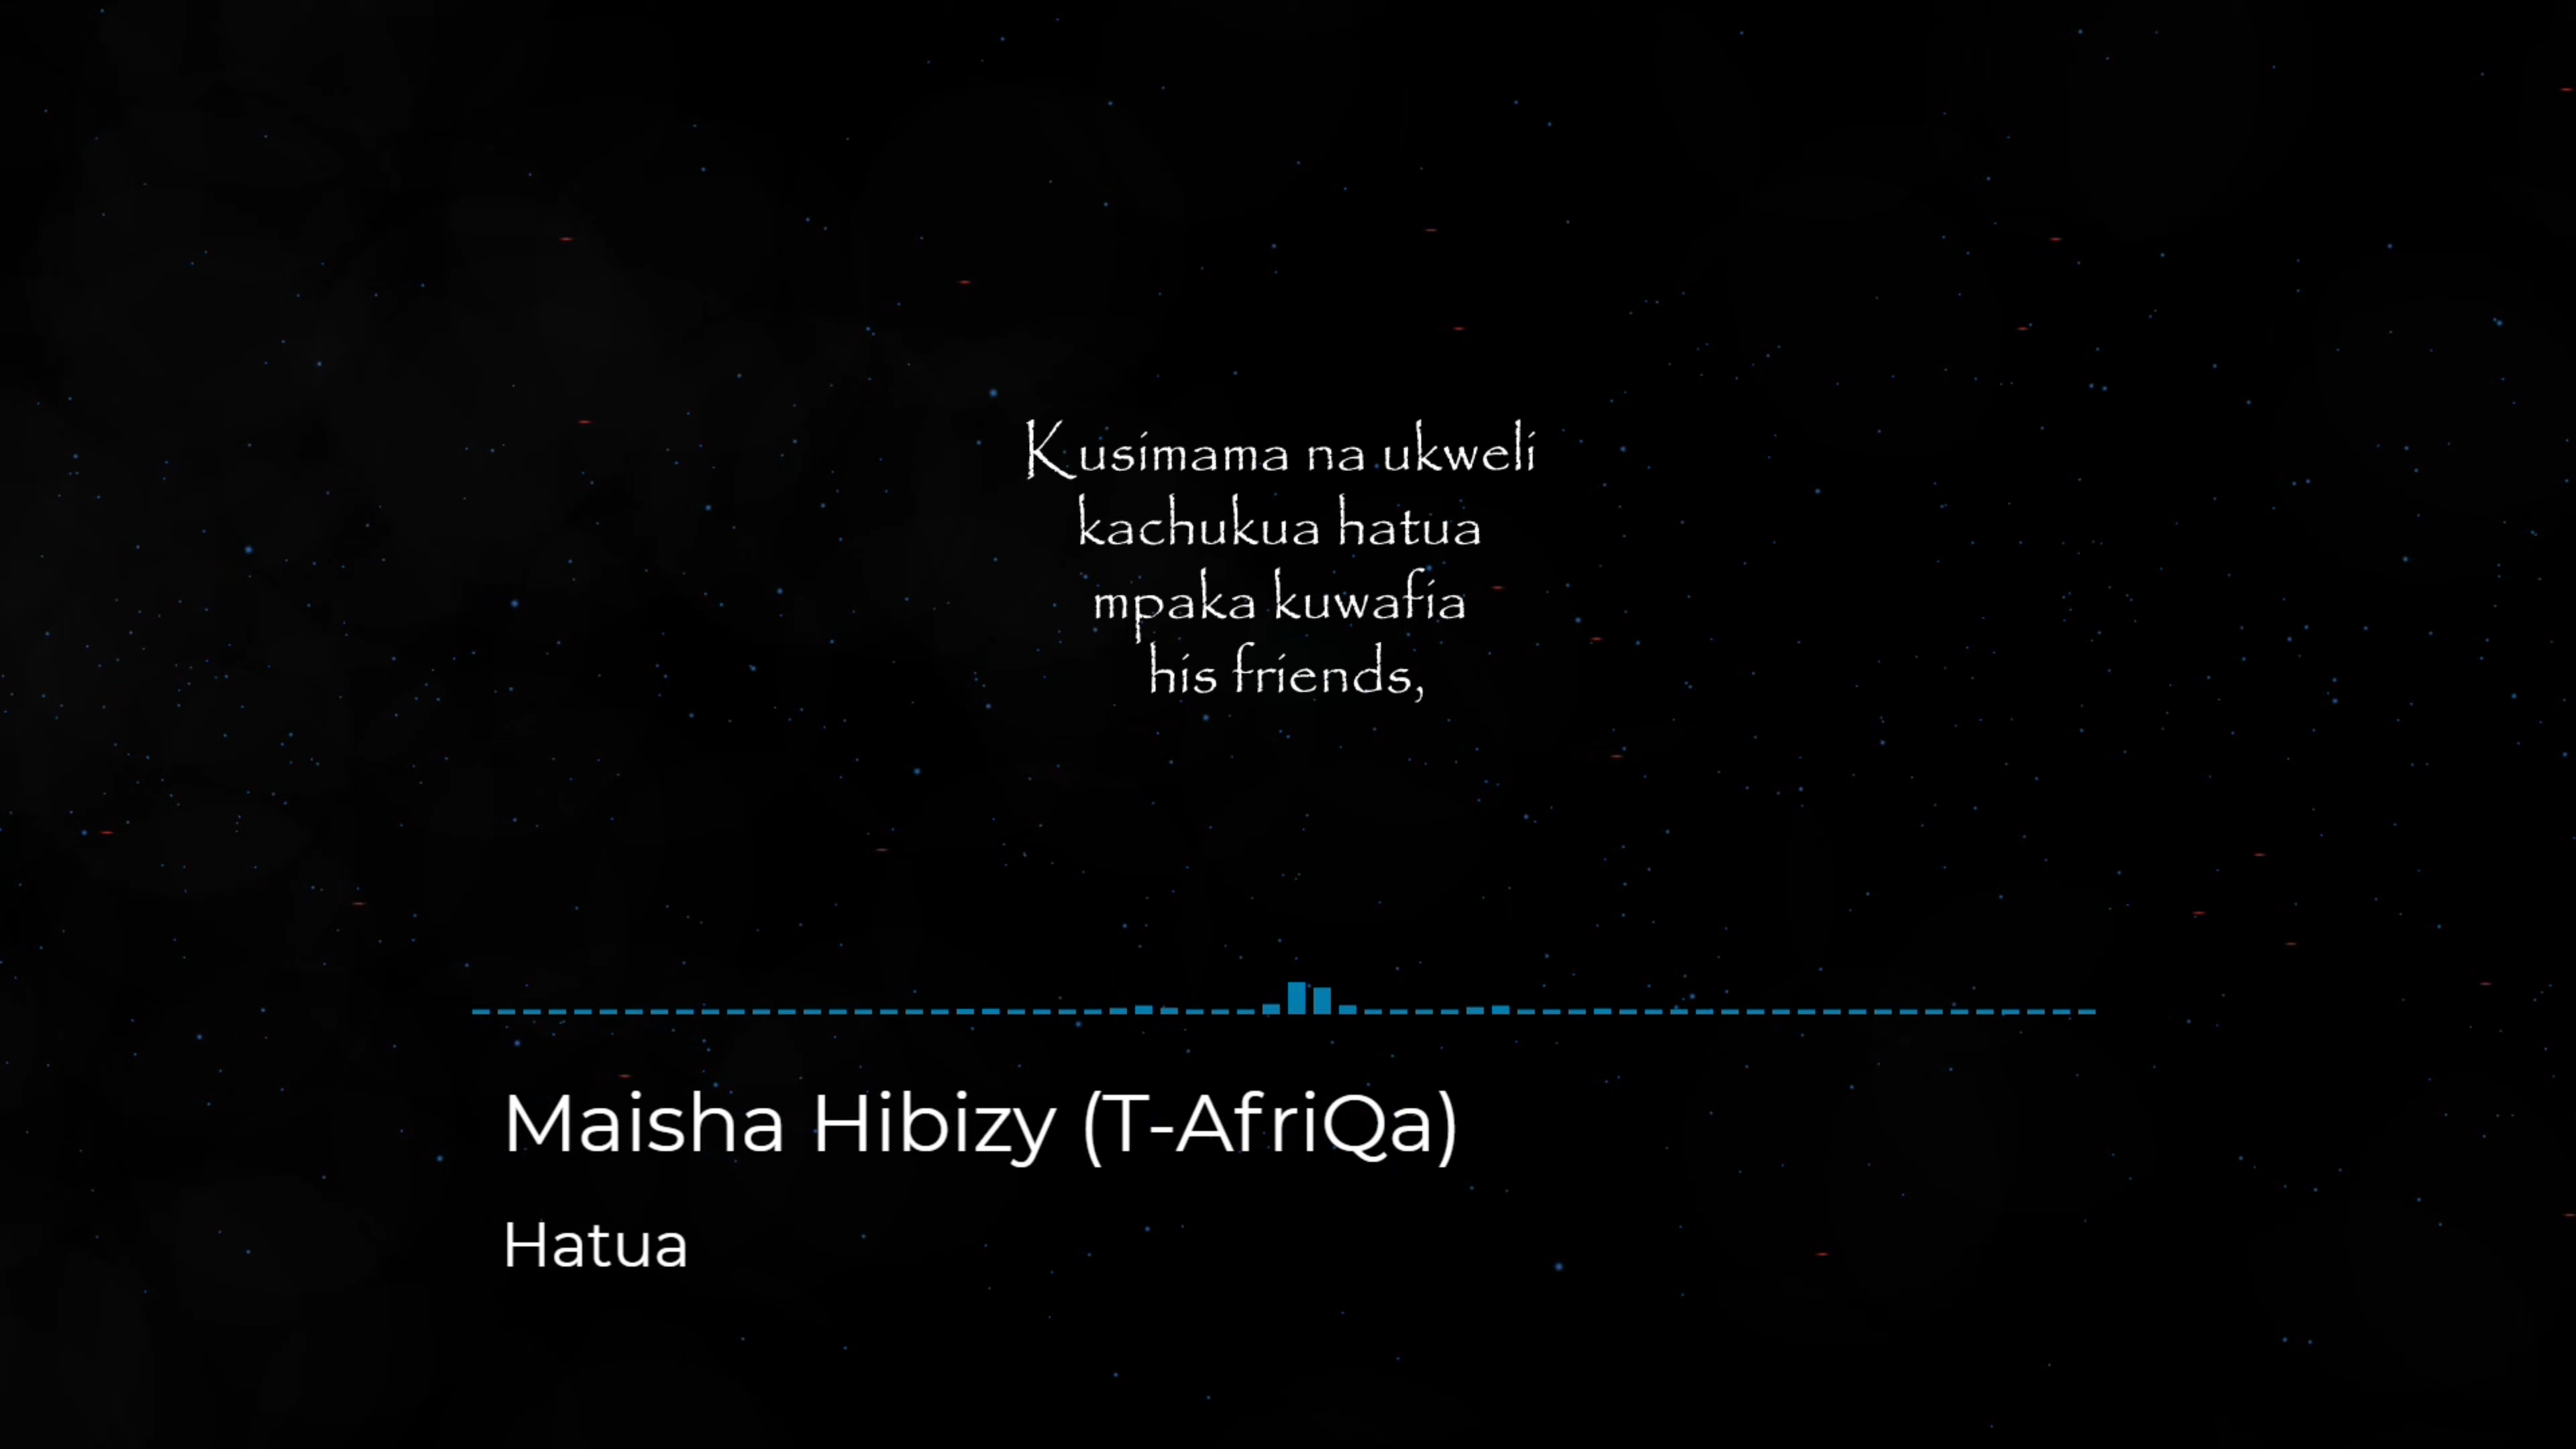 Kusimama na ukweli
kachukua hatua
mpaka kuwafia
his friends,
Maisha Hibizy (T-AfriQa)
Hatua